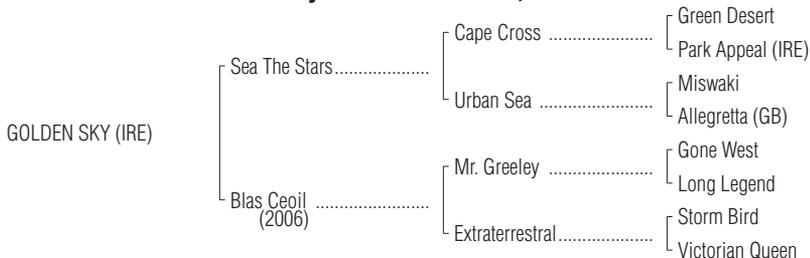 Green Desert
Cape Cross ....................
Park Appeal (IRE)
Sea The Stars....................
Miswaki
Urban Sea ......................
Allegretta (GB)
GOLDEN SKY (IRE)
Gone West
Mr. Greeley ....................
Long Legend
Blas Ceoil ......................
(2006)
Storm Bird
Extraterrestral..................
Victorian Queen